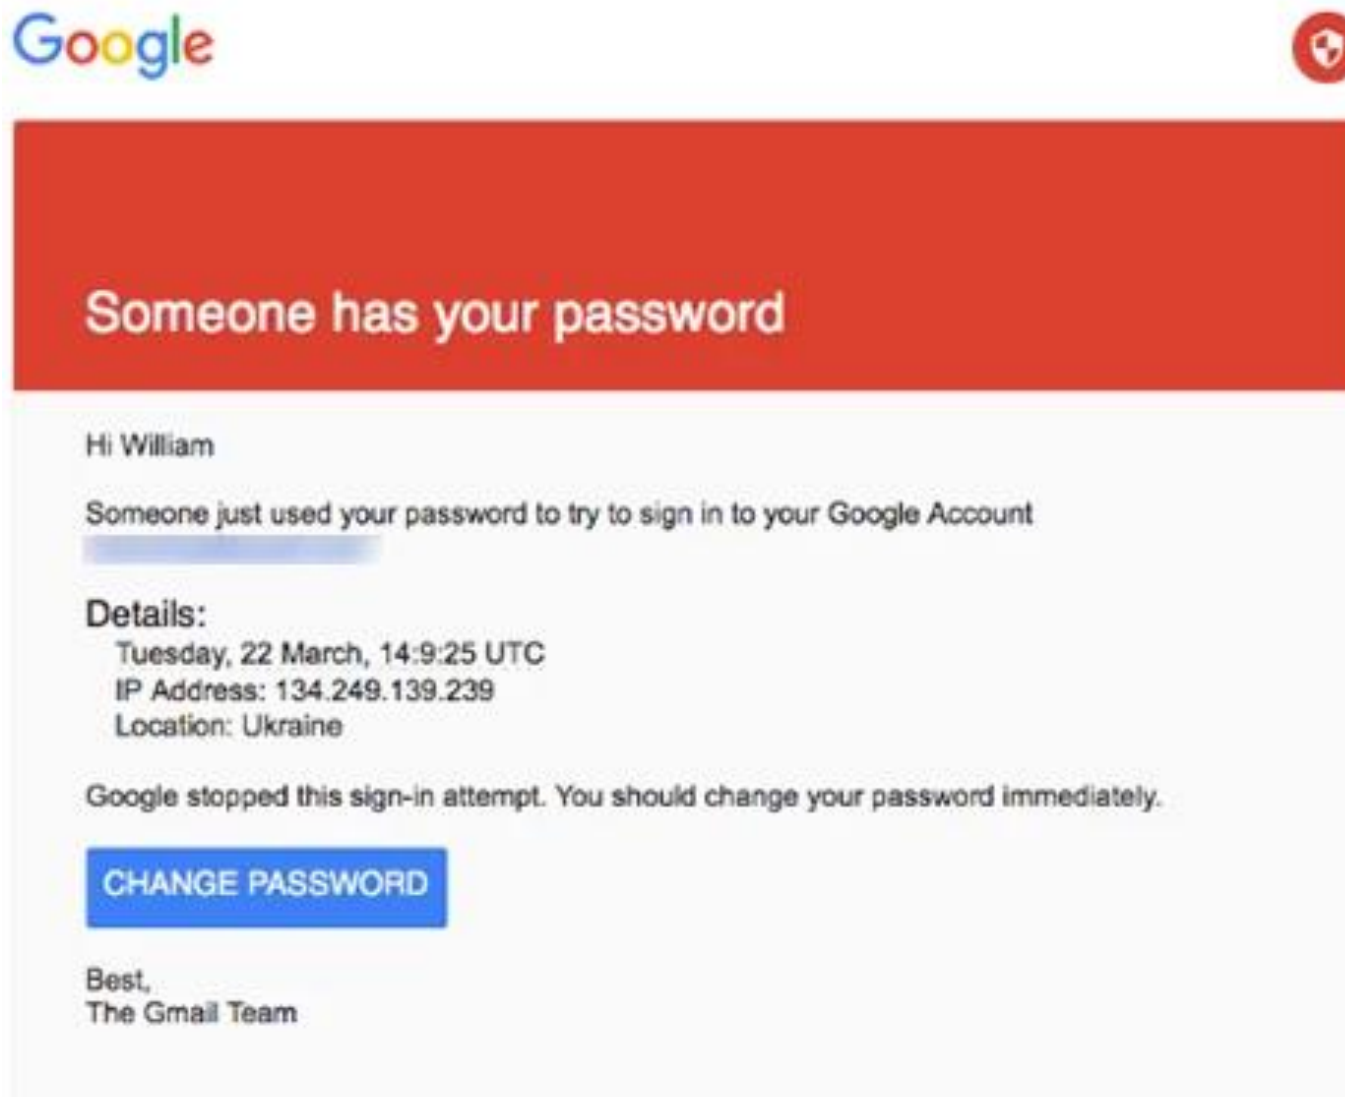 Google
Someone has your password
Hi William
Someone just used your password to try to sign in to your Google Account
Details:
Tuesday, 22 March, 14:9:25 UTC
IP Address: 134.249.139.239
Location: Ukraine
Google stopped this sign-in attempt. You should change your password immediately.
CHANGE PASSWORD
Best,
The Gmail Team